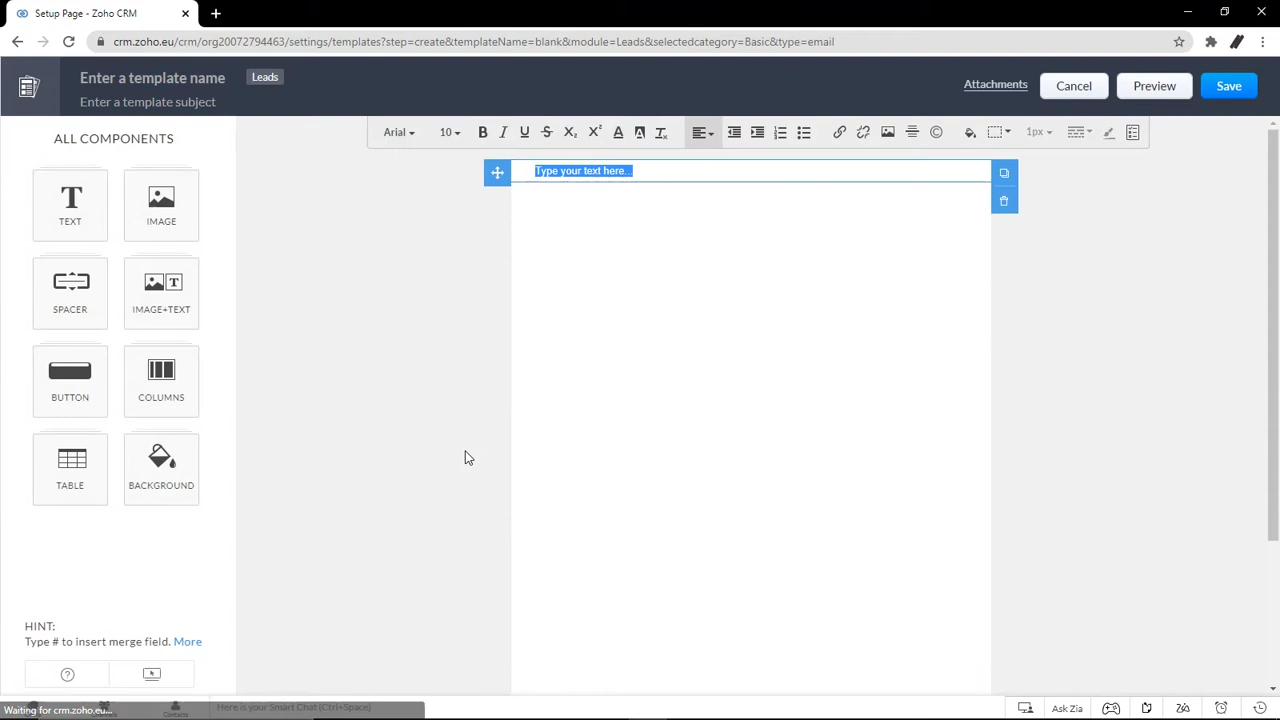 Setup Page - Zoho CRM
crm.zoho.eu/crm/org20072794463/settings/templates?step=create&templateName=blank&module=Leads&selectedcategory=Basic&type=email
Enter a template name
Leads
Enter a template subject
Attachments
Cancel
Preview
Save
ALL COMPONENTS
Arial
10
1px
Type your text here...
TEXT
IMAGE
SPACER
IMAGE+TEXT
BUTTON
COLUMNS
TABLE
BACKGROUND
HINT:
Type # to insert merge field. More
Waiting for crm.zoho.eu...
Contacts
Here is your Smart Chat (Ctrl+Space)
Ask Zia